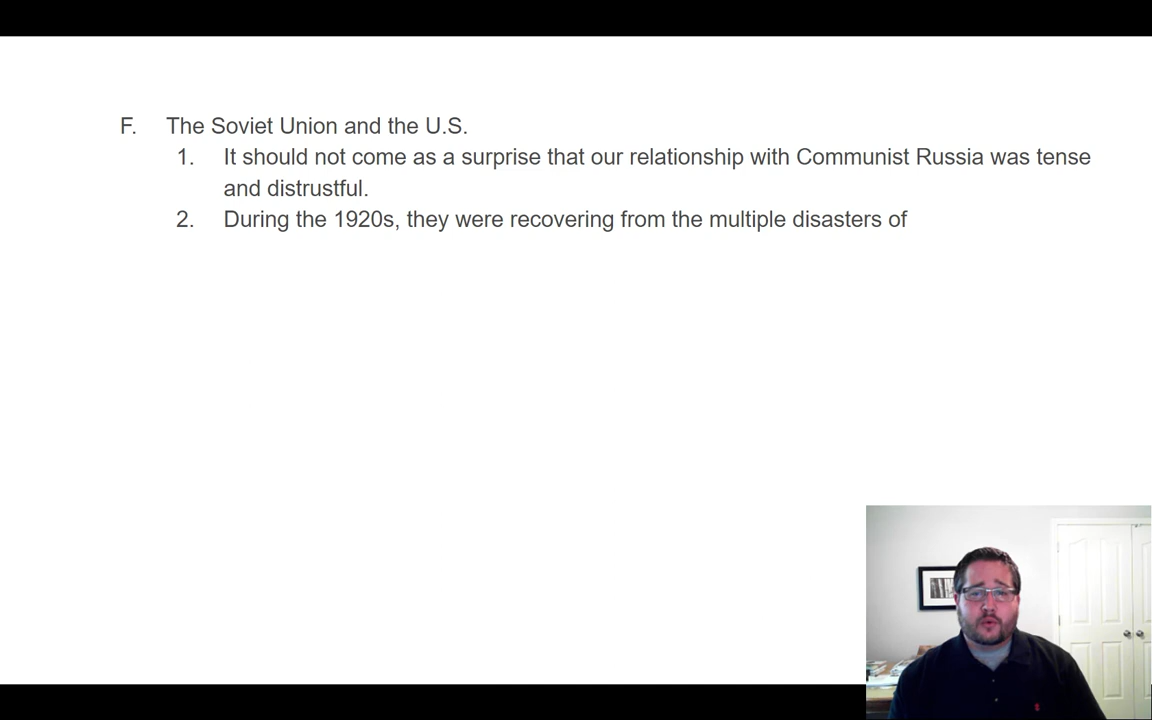 F. The Soviet Union and the U.S.
1. It should not come as a surprise that our relationship with Communist Russia was tense
and distrustful.
2. During the 1920s, they were recovering from the multiple disasters of